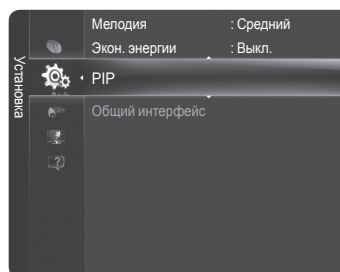 Установка
Мелодия : Средний
Экон. энергии : Выкл.
PIP
Общий интерфейс